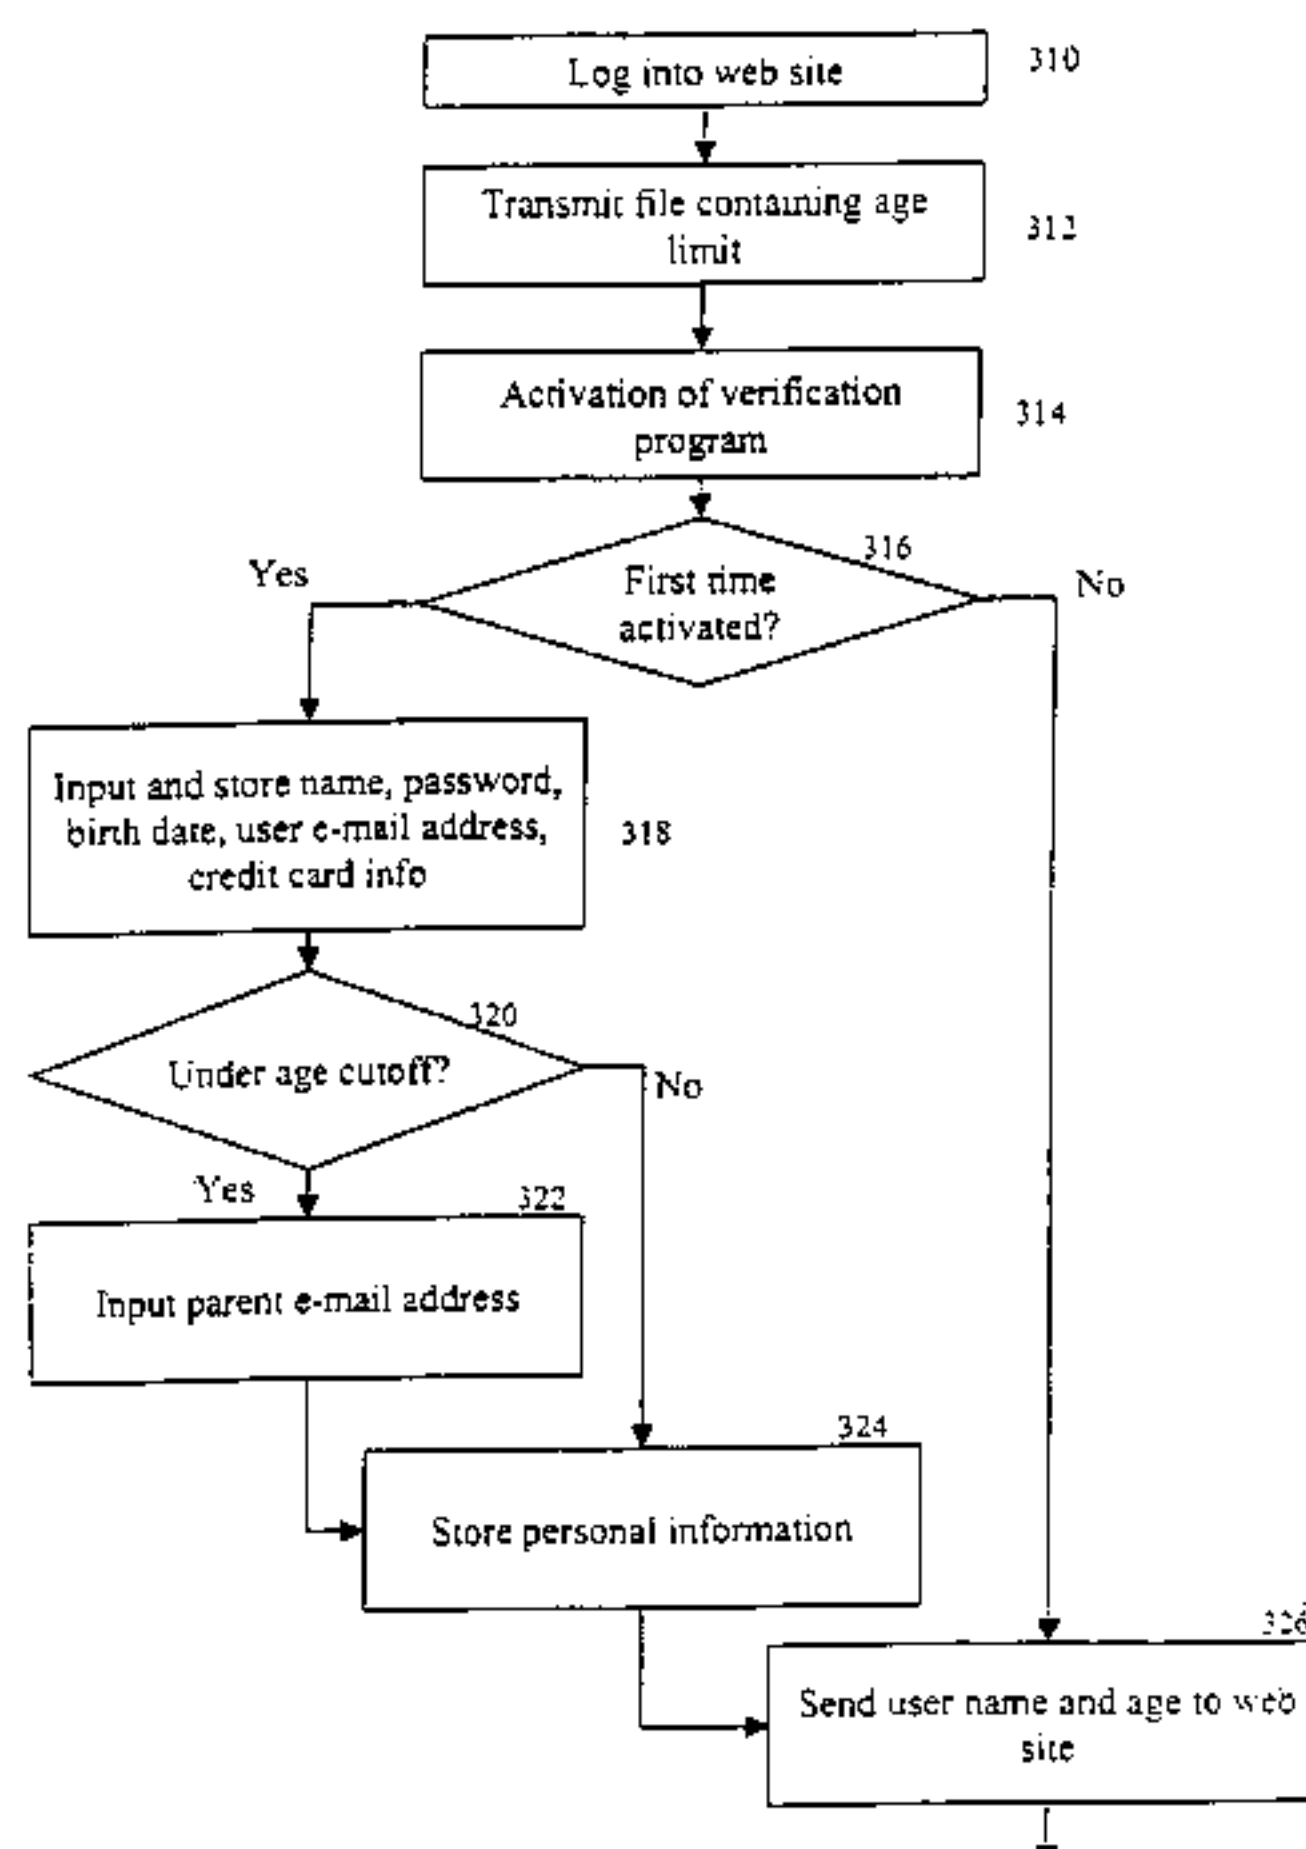 Log into web site
310
Transmit file containing age
limit
312
Activation of verification
program
314
316
Yes
No
First time
activated?
Input and store name, password,
birth date, user e-mail address,
credit card info
318
320
Under age cutoff?
No
Yes
322
Input parent e-mail address
324
Store personal information
326
Send user name and age to web
site